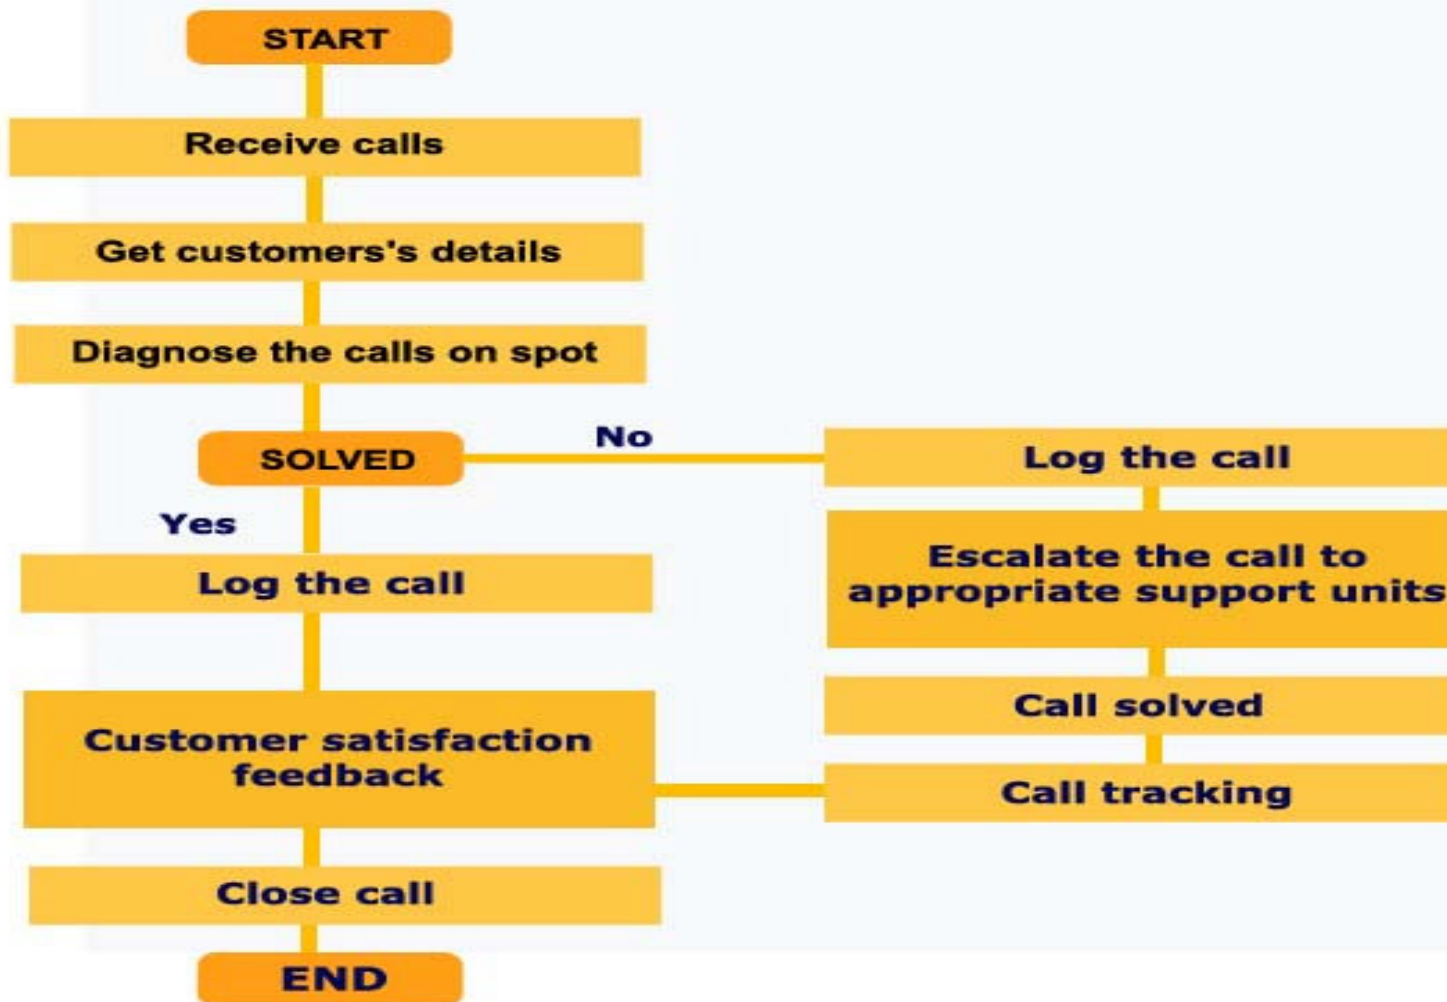 START
Receive calls
Get customers's details
Diagnose the calls on spot
SOLVED
No
Log the call
Yes
Escalate the call to
appropriate support units
Log the call
Call solved
Customer satisfaction
feedback
Call tracking
Close call
END